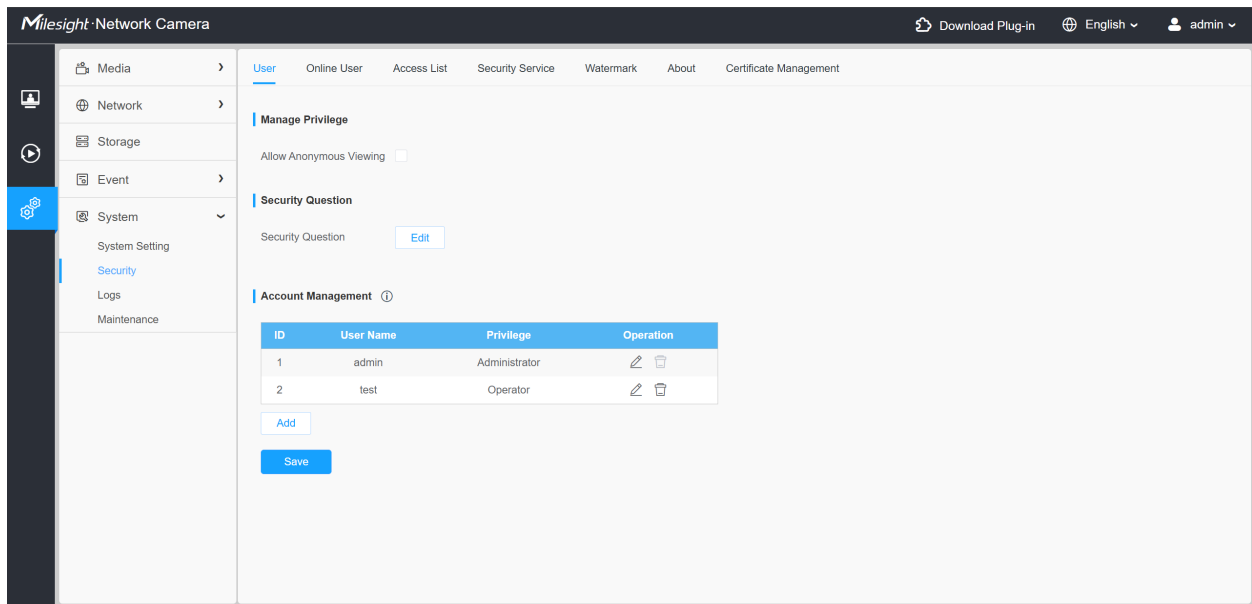 Milesight·Network Camera
Download Plug-in
English
admin
Media
Network
Storage
Event
System
System Setting
Security
Logs
Maintenance
User Online User Access List Security Service Watermark About Certificate Management
Manage Privilege
Allow Anonymous Viewing
Security Question
Security Question Edit
Account Management
ID User Name Privilege Operation
1 admin Administrator
2 test Operator
Add
Save